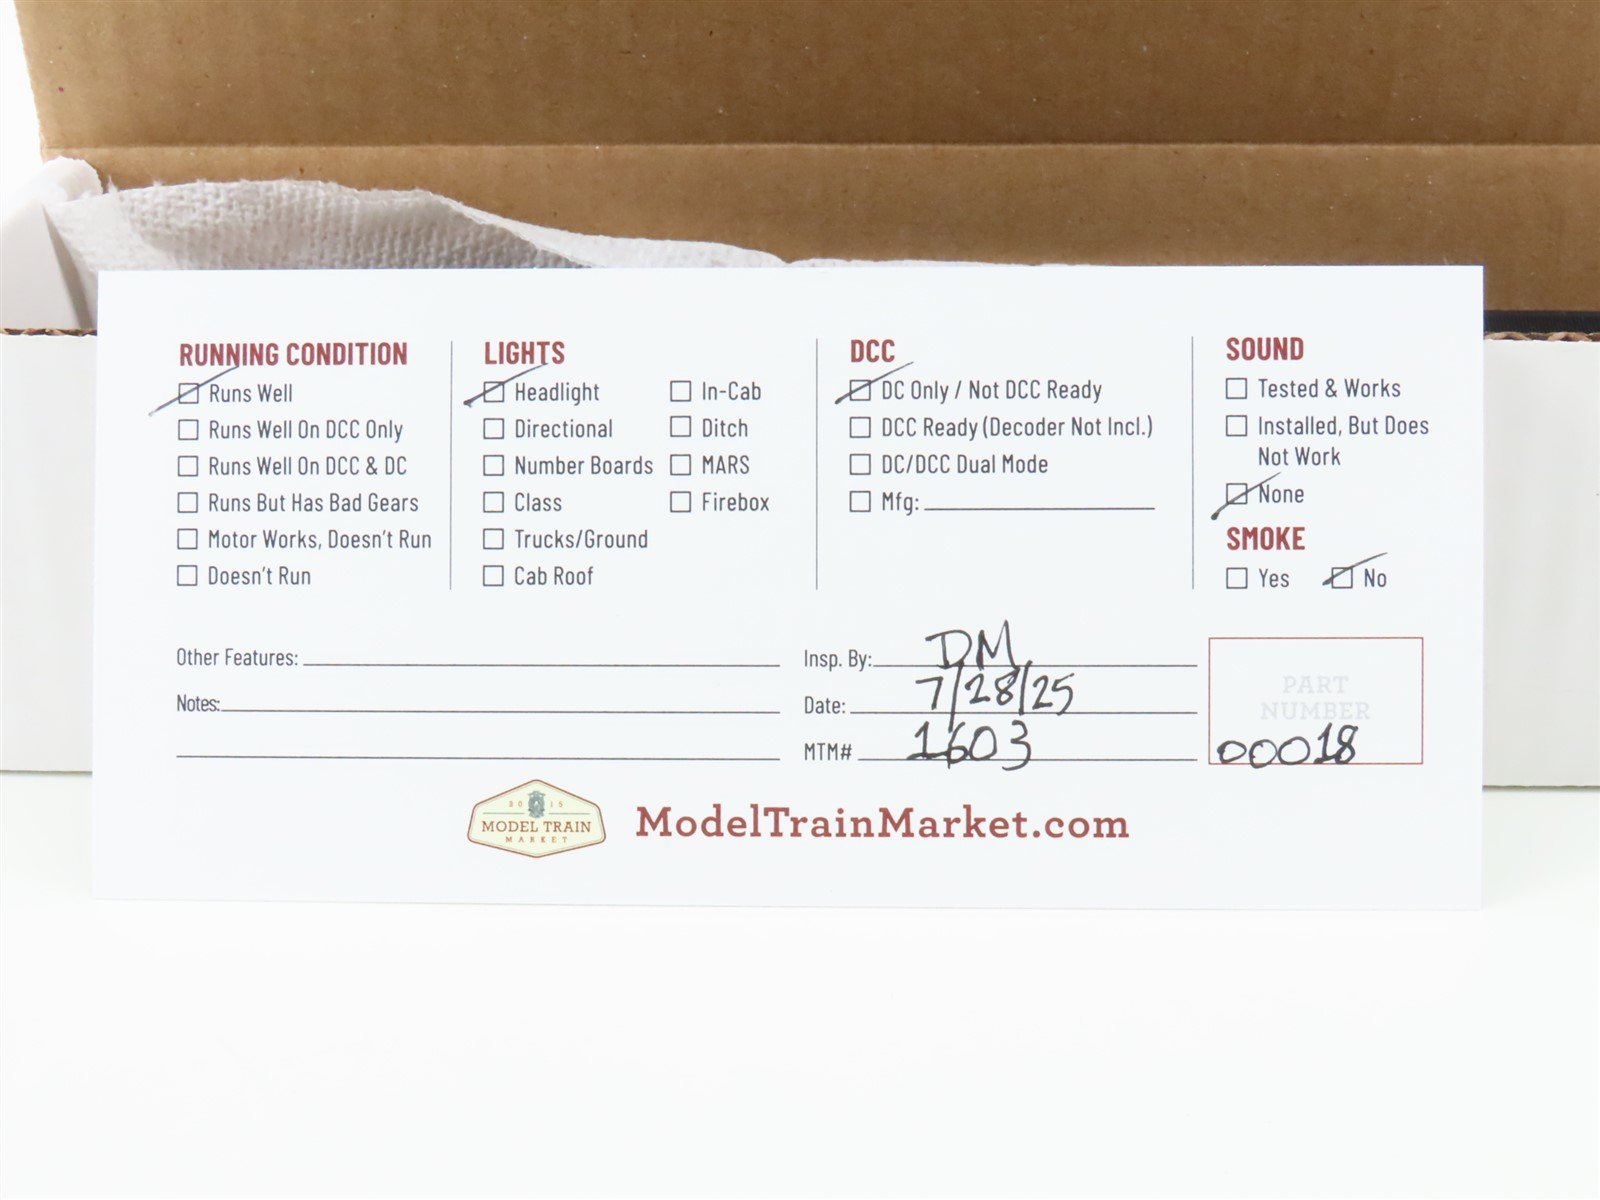 RUNNING CONDITION
Runs Well
Runs Well On DCC Only
Runs Well On DCC & DC
Runs But Has Bad Gears
Motor Works, Doesn't Run
Doesn't Run
LIGHTS
Headlight
Directional
Number Boards
Class
Trucks/Ground
Cab Roof
In-Cab
Ditch
MARS
Firebox
DCC
DC Only / Not DCC Ready
DCC Ready (Decoder Not Incl.)
DC/DCC Dual Mode
Mfg:
SOUND
Tested & Works
Installed, But Does
Not Work
None
SMOKE
Yes No
Other Features:
Notes:
Insp. By: DM
Date: 7/28/25
MTM# 1603
PART
NUMBER
00018
2015
MODEL TRAIN
MARKET
ModelTrainMarket.com